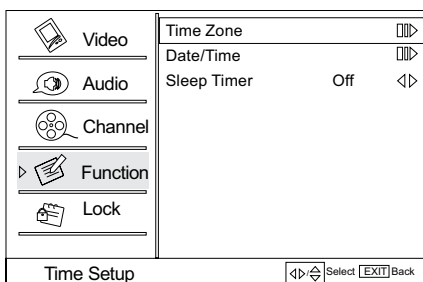 Video
Audio
Channel
Function
Lock
Time Zone
Date/Time
Sleep Timer Off
Time Setup
Select EXIT Back